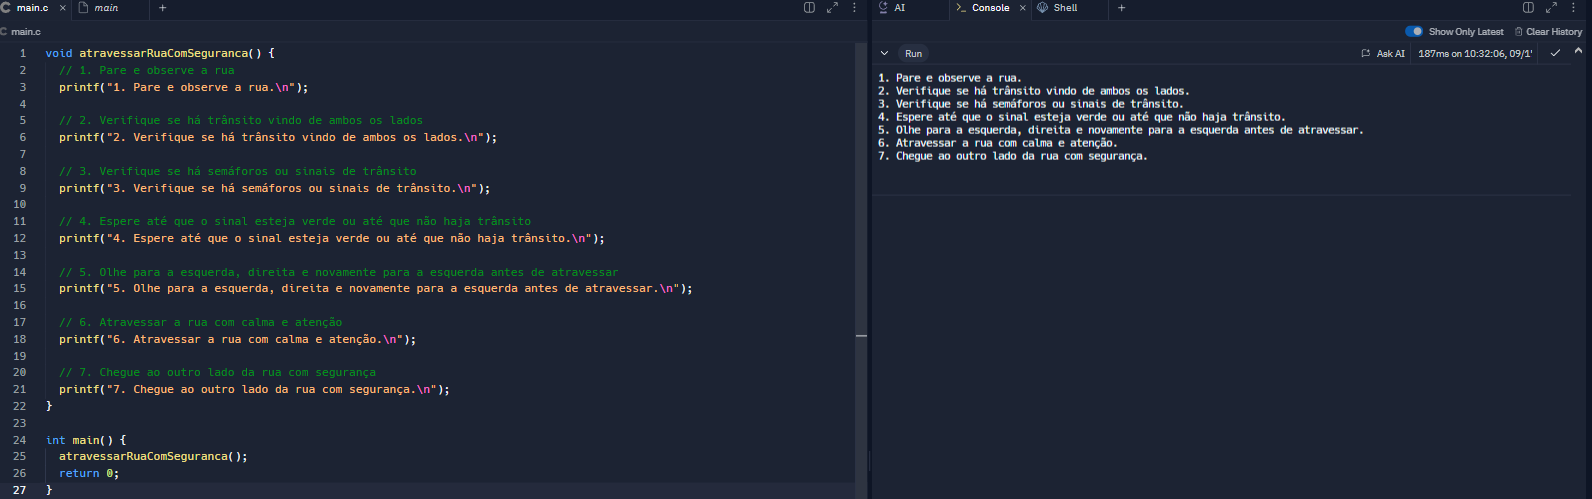 main.c × main +
main.c
1 void atravessarRuaComSeguranca() {
2 // 1. Pare e observe a rua
3 printf("1. Pare e observe a rua.\n");
4
5 // 2. Verifique se há trânsito vindo de ambos os lados
6 printf("2. Verifique se há trânsito vindo de ambos os lados.\n");
7
8 // 3. Verifique se há semáforos ou sinais de trânsito
9 printf("3. Verifique se há semáforos ou sinais de trânsito.\n");
10
11 // 4. Espere até que o sinal esteja verde ou até que não haja trânsito
12 printf("4. Espere até que o sinal esteja verde ou até que não haja trânsito.\n");
13
14 // 5. Olhe para a esquerda, direita e novamente para a esquerda antes de atravessar
15 printf("5. Olhe para a esquerda, direita e novamente para a esquerda antes de atravessar.\n");
16
17 // 6. Atravessar a rua com calma e atenção
18 printf("6. Atravessar a rua com calma e atenção.\n");
19
20 // 7. Chegue ao outro lado da rua com segurança
21 printf("7. Chegue ao outro lado da rua com segurança.\n");
22 }
23
24 int main() {
25 atravessarRuaComSeguranca();
26 return 0;
27 }
AI Console × Shell +
Show Only Latest Clear History
Run Ask AI 187ms on 10:32:06, 09/1
1. Pare e observe a rua.
2. Verifique se há trânsito vindo de ambos os lados.
3. Verifique se há semáforos ou sinais de trânsito.
4. Espere até que o sinal esteja verde ou até que não haja trânsito.
5. Olhe para a esquerda, direita e novamente para a esquerda antes de atravessar.
6. Atravessar a rua com calma e atenção.
7. Chegue ao outro lado da rua com segurança.